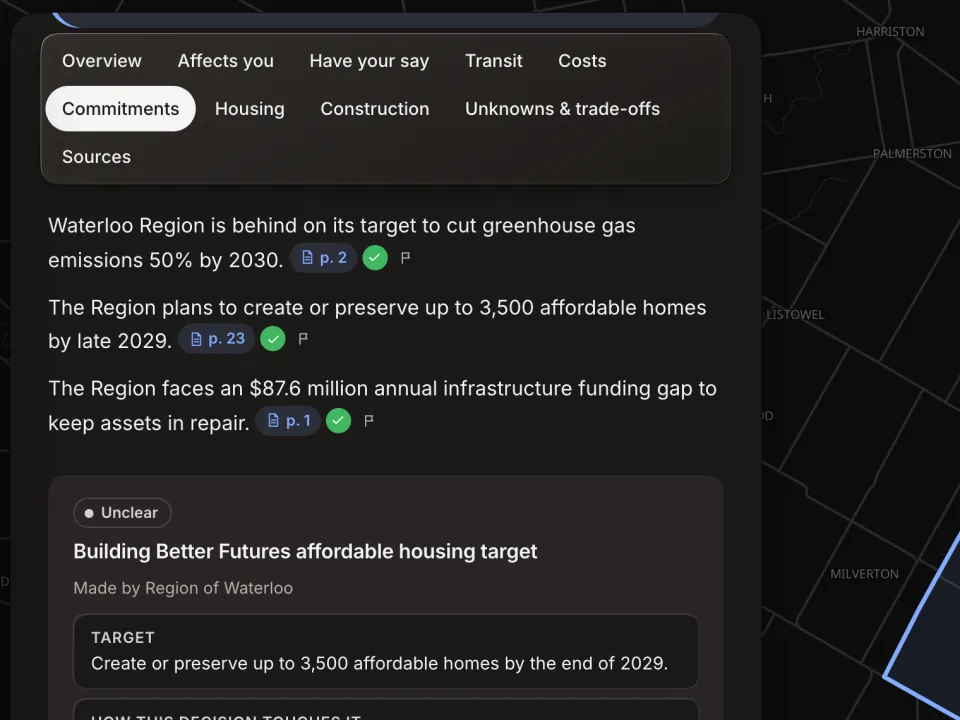 HARRISTON
Overview Affects you Have your say Transit Costs
H
Commitments Housing Construction Unknowns & trade-offs
PALMERSTON
Sources
Waterloo Region is behind on its target to cut greenhouse gas
emissions 50% by 2030. p. 2
The Region plans to create or preserve up to 3,500 affordable homes
LISTOWEL
by late 2029. p. 23
The Region faces an $87.6 million annual infrastructure funding gap to
keep assets in repair. p. 1
Unclear
Building Better Futures affordable housing target
MILVERTON
Made by Region of Waterloo
TARGET
Create or preserve up to 3,500 affordable homes by the end of 2029.
HOW THIS DECISION TOUCHES IT